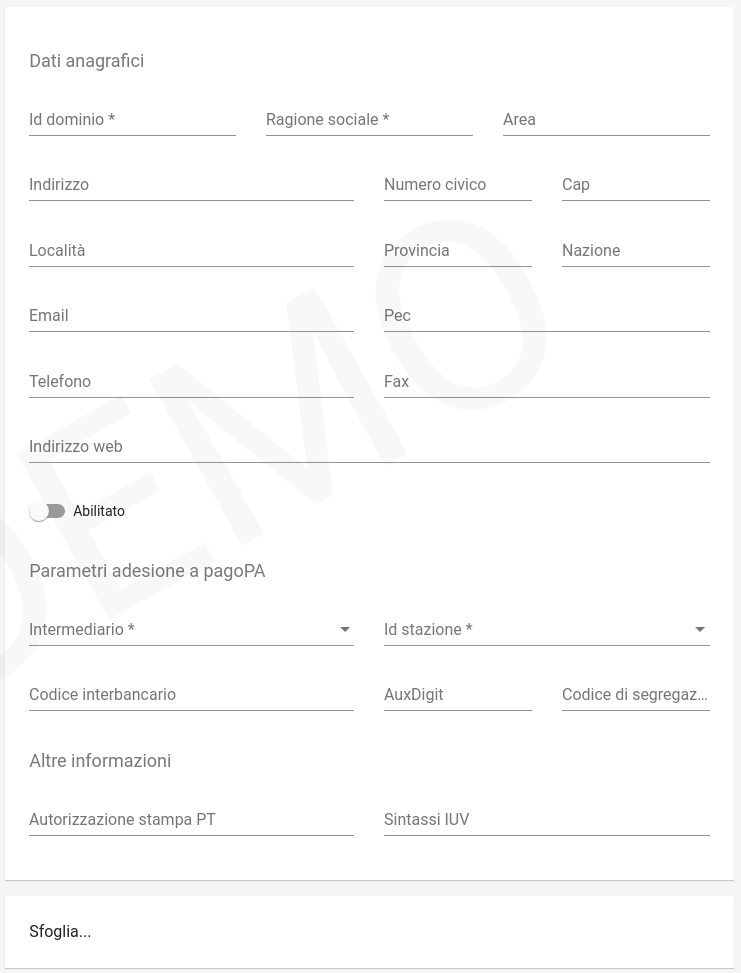 Dati anagrafici
Id dominio * Ragione sociale * Area
Indirizzo Numero civico Cap
Località Provincia Nazione
Email Pec
Telefono Fax
Indirizzo web
Abilitato
Parametri adesione a pagoPA
Intermediario * Id stazione *
Codice interbancario AuxDigit Codice di segregaz...
Altre informazioni
Autorizzazione stampa PT Sintassi IUV
Sfoglia...
DEMO